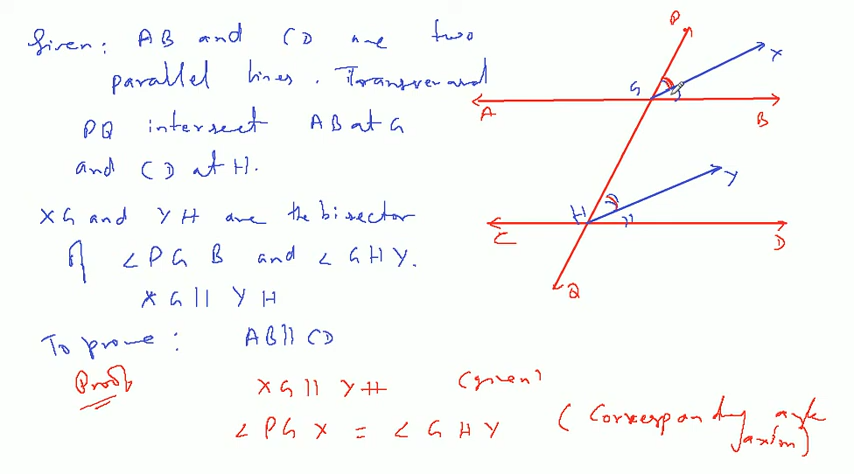 Given: AB and CD are two
parallel lines. Transversal
PQ intersect AB at G
and CD at H.
XG and YH are the bisector
of ∠PGB and ∠GHY.
XG || YH
To prove: AB || CD
Proof
XG || YH (given)
∠PGX = ∠GHY (Corresponding angle
axiom)
P
X
G
A
B
Y
H
C
D
Q